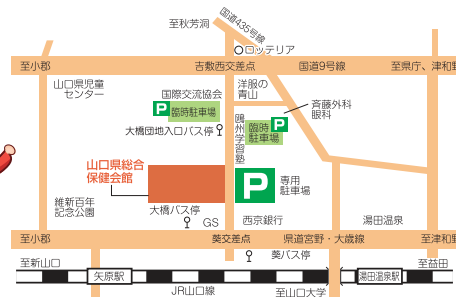 至秋芳洞
国道435号線
ロッテリア
至小郡
吉敷西交差点
国道9号線
至県庁、津和野
山口県児童
センター
国際交流協会
洋服の
青山
P
臨時駐車場
斉藤外科
眼科
大橋団地入口バス停
鴻州学習塾
臨時
駐車場
P
山口県総合
保健会館
P
専用
駐車場
維新百年
記念公園
大橋バス停
GS
西京銀行
湯田温泉
至小郡
葵交差点
県道宮野・大歳線
至津和野
至新山口
葵バス停
至益田
矢原駅
湯田温泉駅
JR山口線
至山口大学